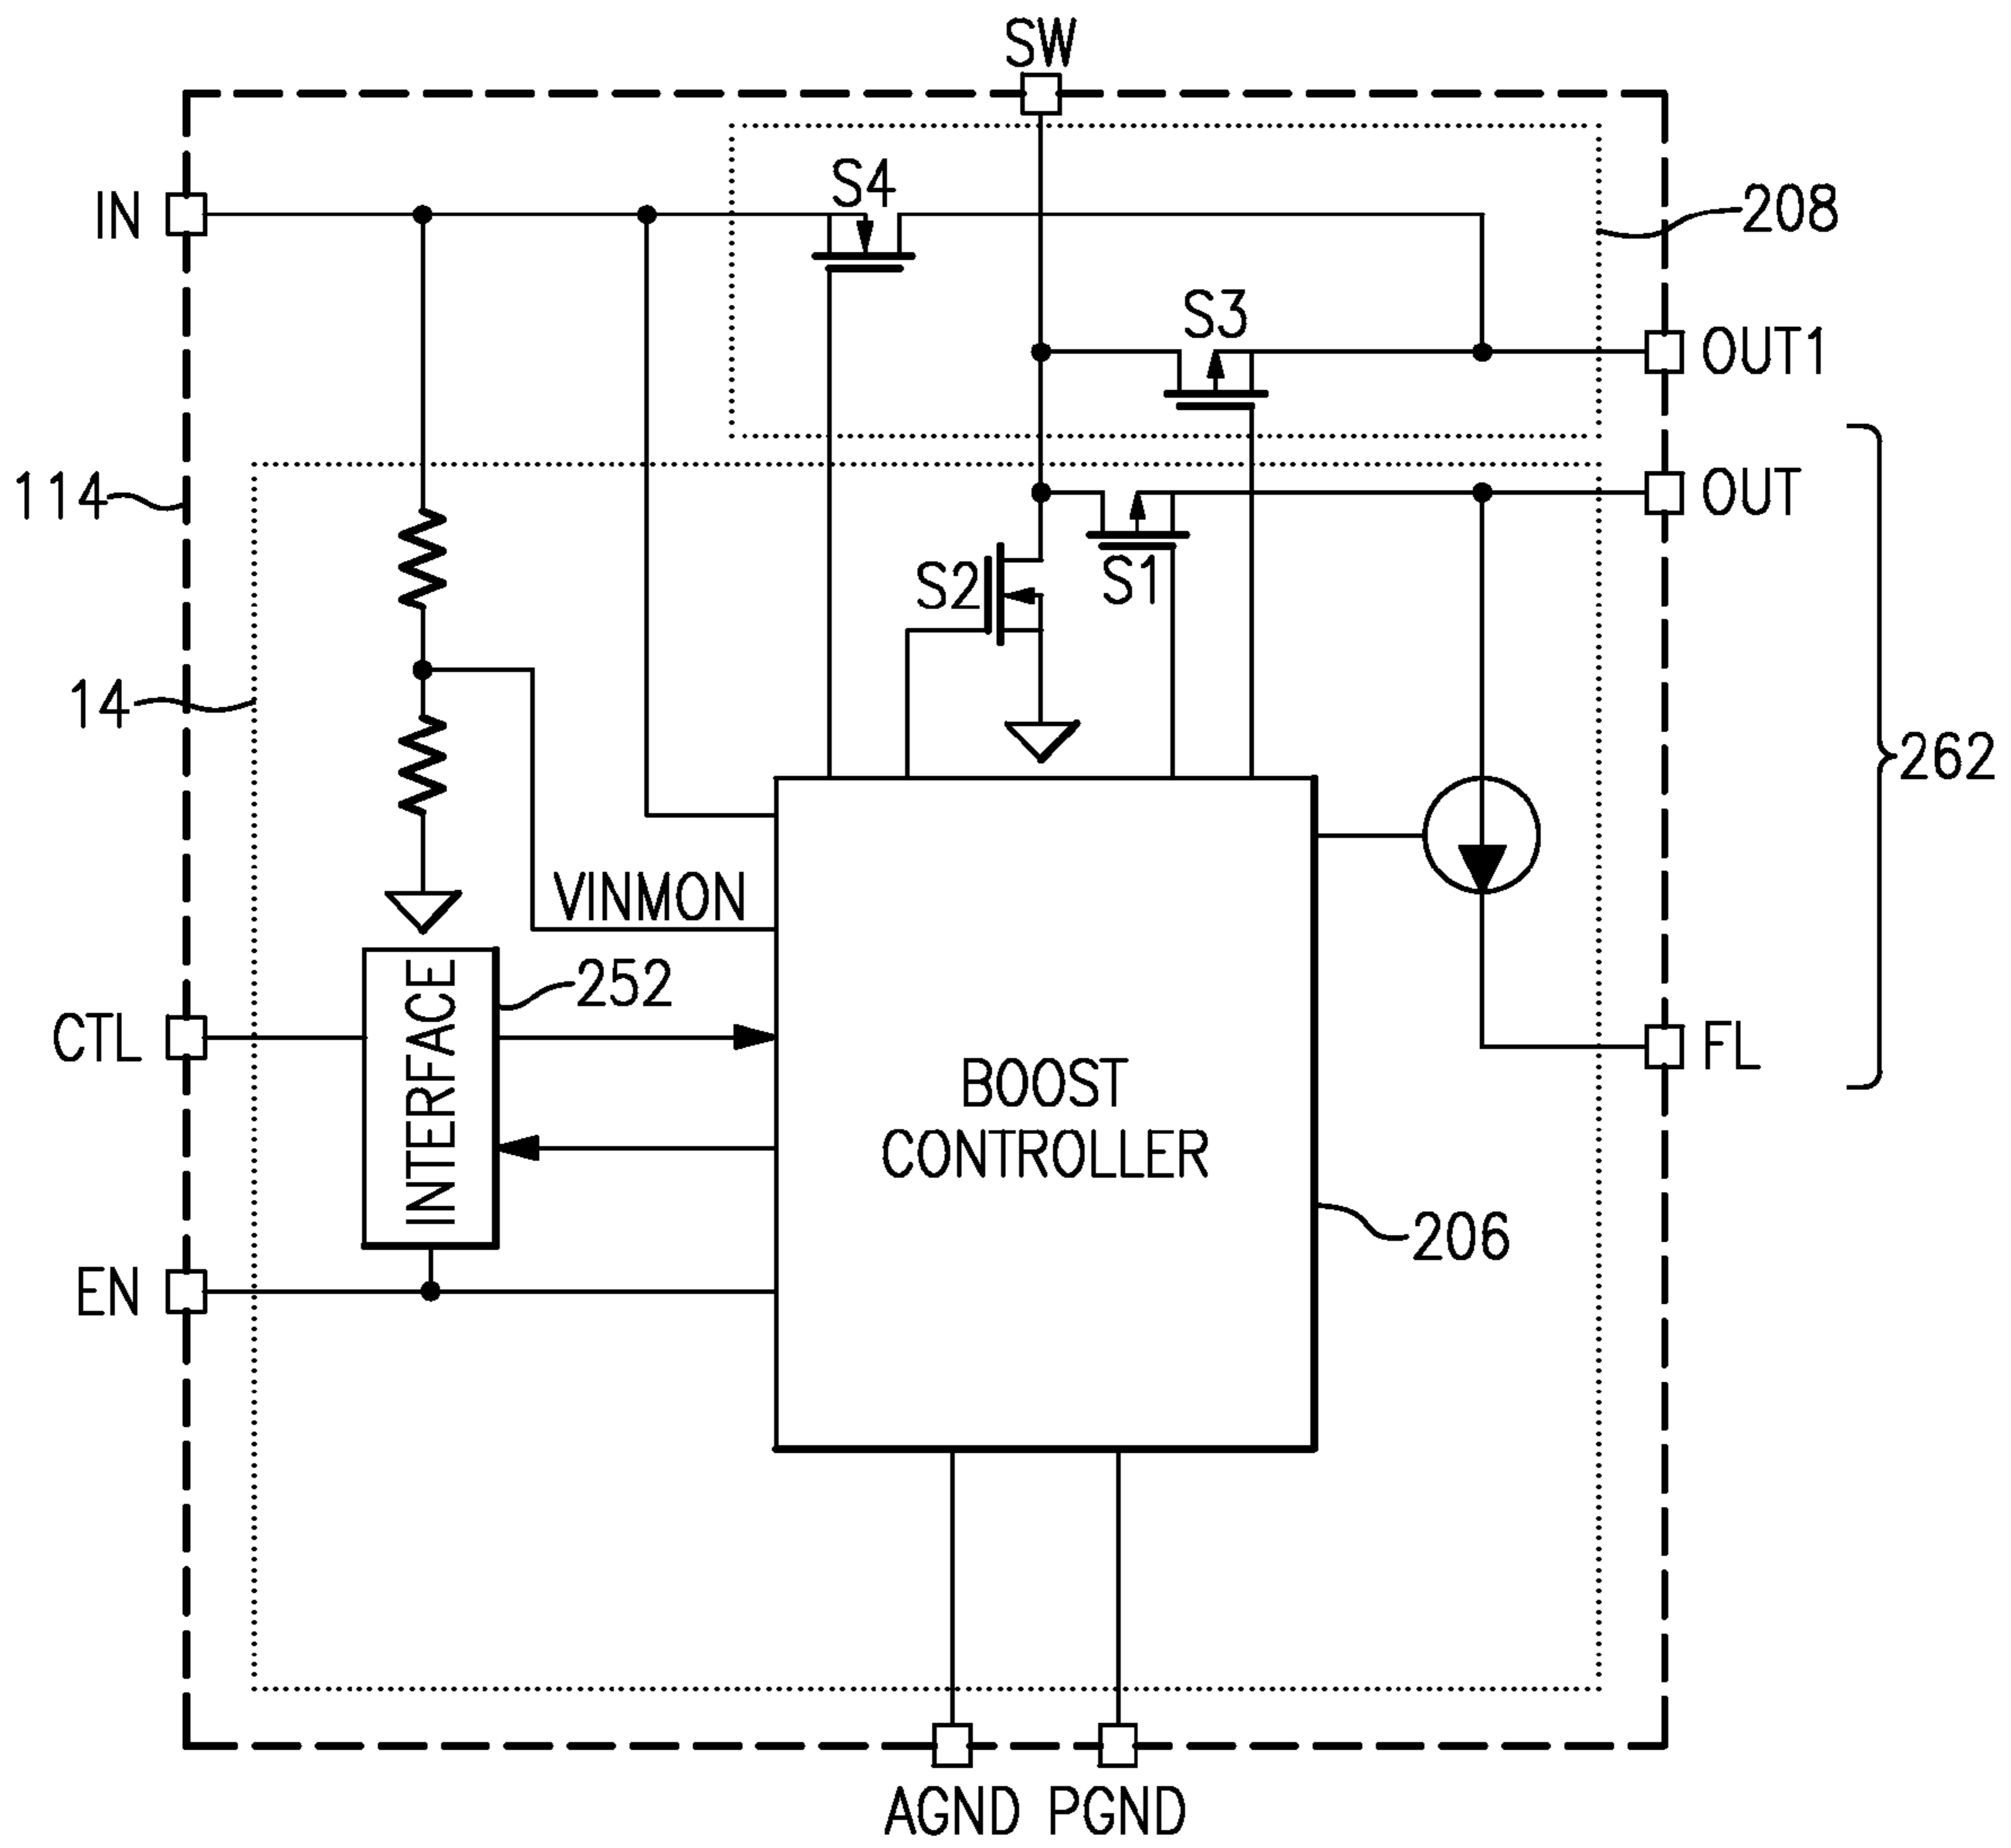 SW
IN
S4
208
S3
OUT1
114
OUT
S2
S1
14
262
VINMON
252
CTL
INTERFACE
FL
BOOST
CONTROLLER
206
EN
AGND PGND